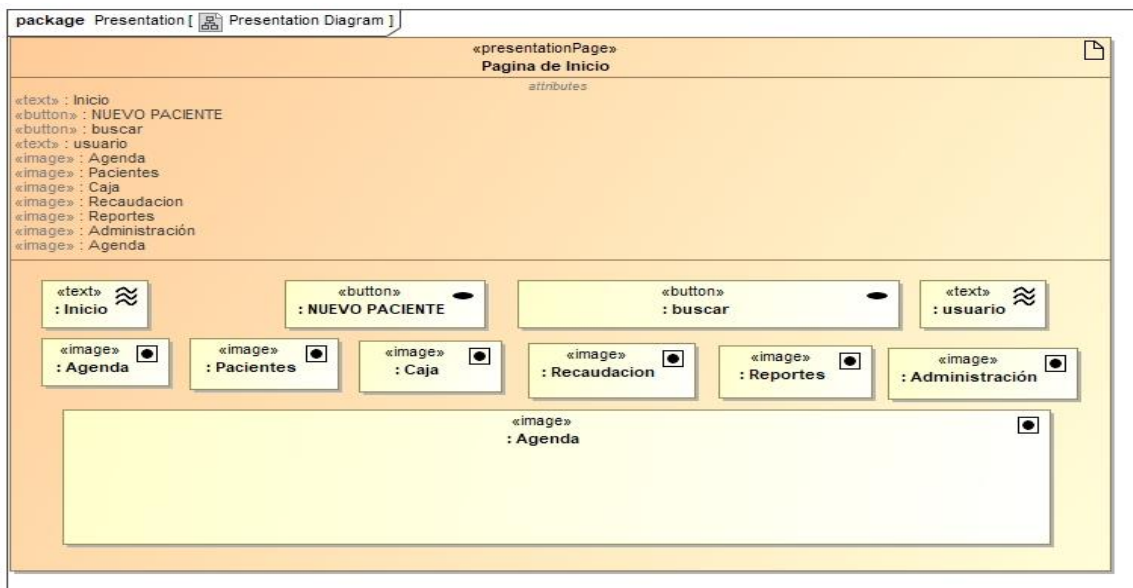 package Presentation [ Presentation Diagram ]
«presentationPage»
Pagina de Inicio
attributes
«text» : Inicio
«button» : NUEVO PACIENTE
«button» : buscar
«text» : usuario
«image» : Agenda
«image» : Pacientes
«image» : Caja
«image» : Recaudacion
«image» : Reportes
«image» : Administración
«image» : Agenda
«text»
: Inicio
«button»
: NUEVO PACIENTE
«button»
: buscar
«text»
: usuario
«image»
: Agenda
«image»
: Pacientes
«image»
: Caja
«image»
: Recaudacion
«image»
: Reportes
«image»
: Administración
«image»
: Agenda